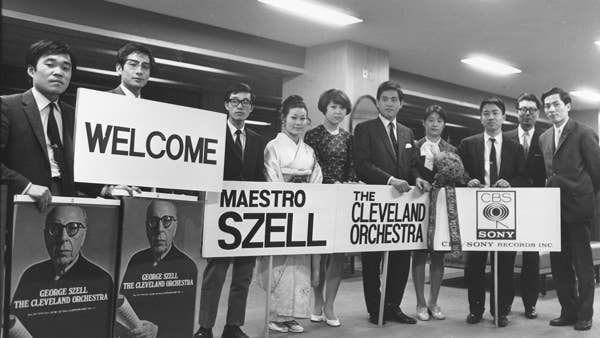 WELCOME
MAESTRO
SZELL
THE
CLEVELAND
ORCHESTRA
CBS
SONY
CBS SONY RECORDS INC
GEORGE SZELL
THE CLEVELAND ORCHESTRA
GEORGE SZELL
THE CLEVELAND ORCHESTRA